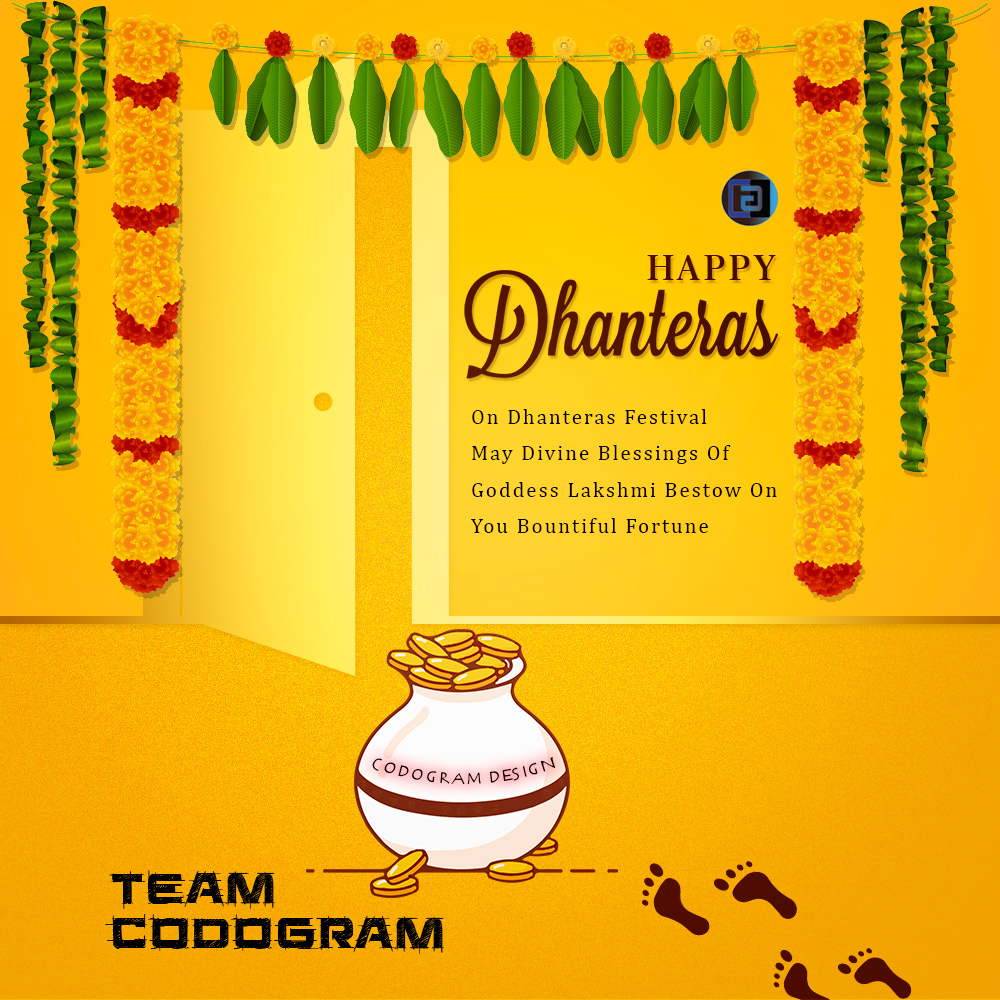 HAPPY
Dhanteras
On Dhanteras Festival
May Divine Blessings Of
Goddess Lakshmi Bestow On
You Bountiful Fortune
CODOGRAM DESIGN
TEAM
CODOGRAM